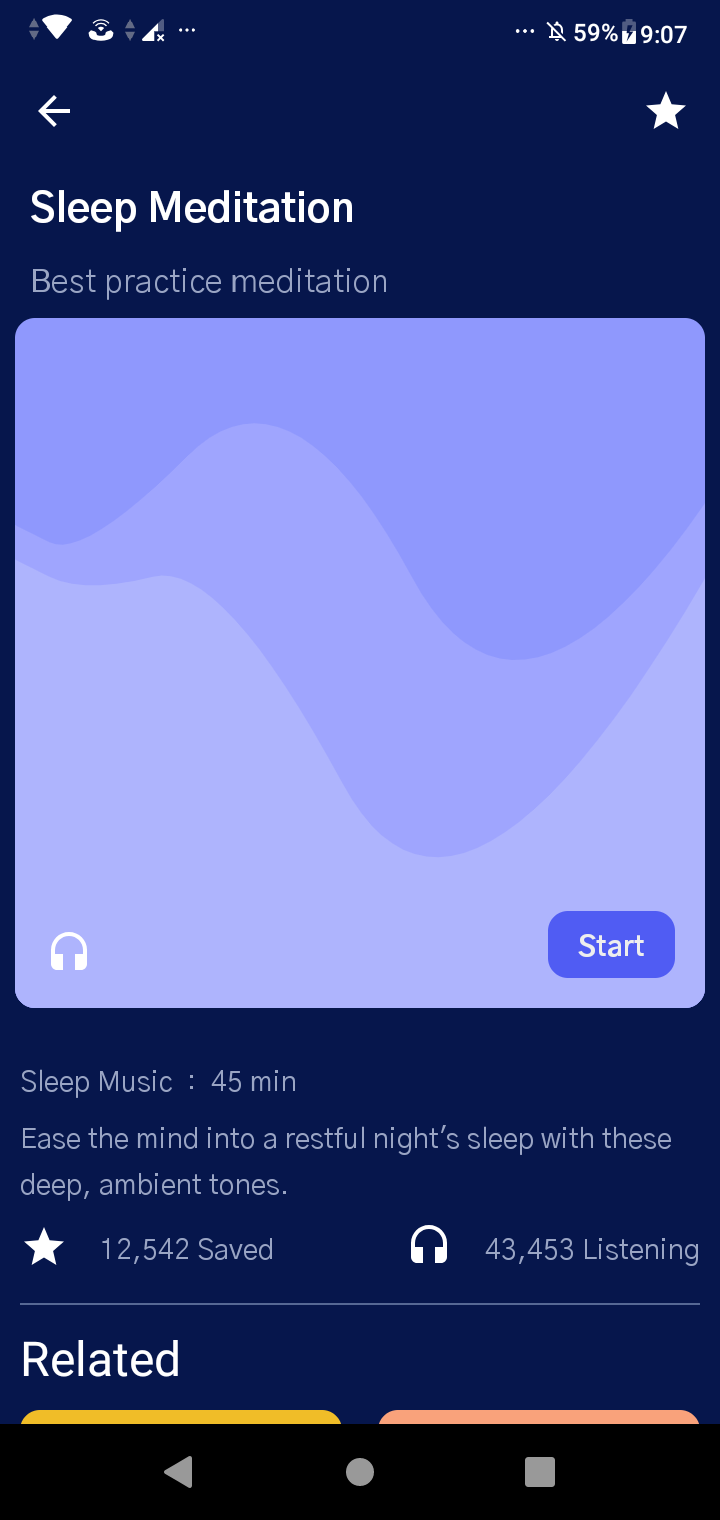 59% 9:07
Sleep Meditation
Best practice meditation
Start
Sleep Music : 45 min
Ease the mind into a restful night's sleep with these
deep, ambient tones.
12,542 Saved 43,453 Listening
Related